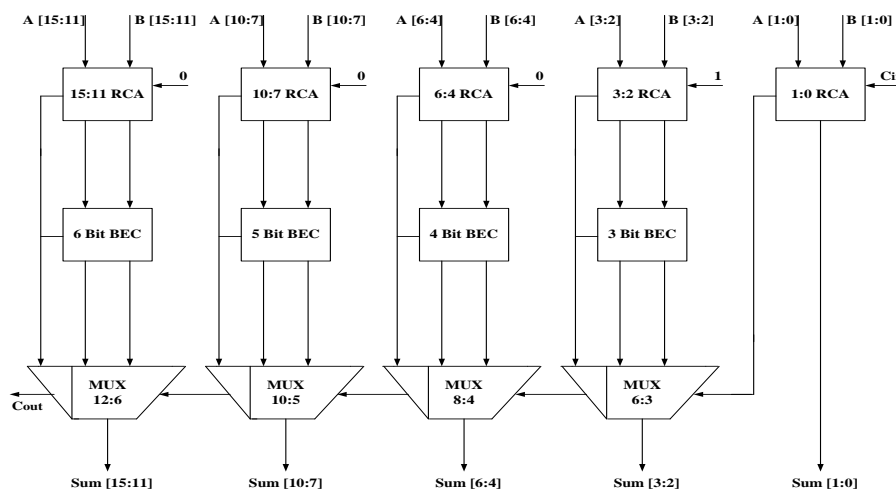 A [15:11] B [15:11] A [10:7] B [10:7] A [6:4] B [6:4] A [3:2] B [3:2] A [1:0] B [1:0]
0 0 0 1 Ci
15:11 RCA 10:7 RCA 6:4 RCA 3:2 RCA 1:0 RCA
6 Bit BEC 5 Bit BEC 4 Bit BEC 3 Bit BEC
MUX MUX MUX MUX
12:6 10:5 8:4 6:3
Cout
Sum [15:11] Sum [10:7] Sum [6:4] Sum [3:2] Sum [1:0]